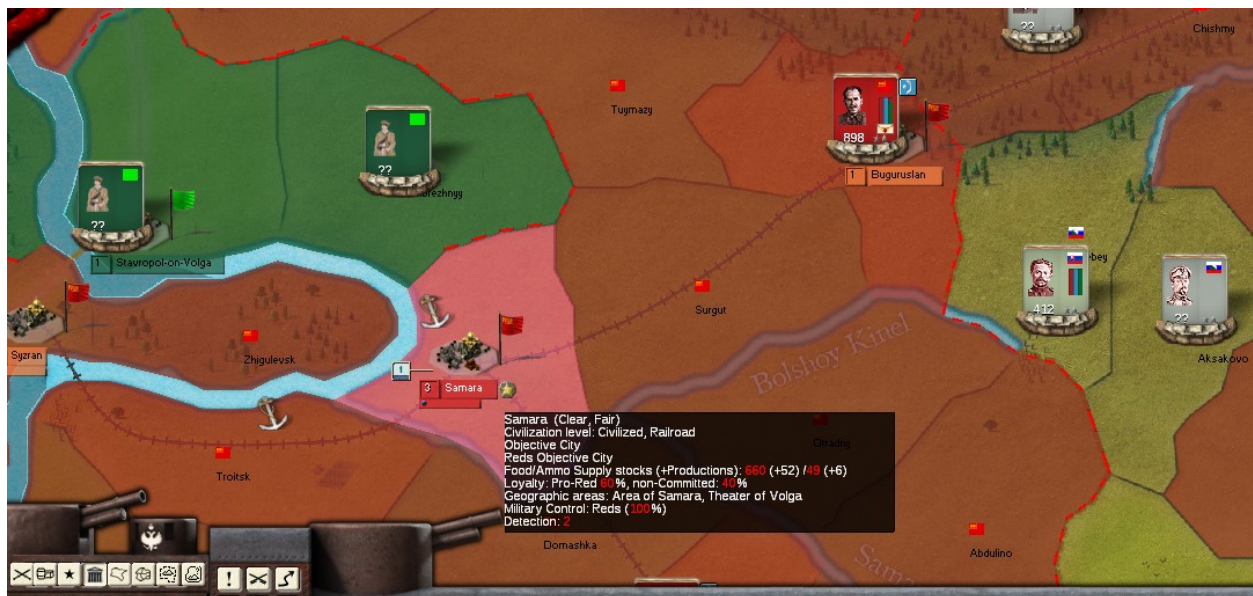 Chishmy
Tuymazy
898
1 Buguruslan
??
??
??
1 Stavropol-on-Volga
412
??
Aksakovo
Surgut
Bolshoy Kinel
Syzran
Zhigulevsk
1
3 Samara
Troitsk
Samara (Clear, Fair)
Civilization level: Civilized, Railroad
Objective City
Reds Objective City
Food/Ammo Supply stocks (+Productions): 660 (+52) /49 (+6)
Loyalty: Pro-Red 60%, non-Committed: 40%
Geographic areas: Area of Samara, Theater of Volga
Military Control: Reds (100%)
Detection: 2
Domashka
Abdulino
Sama